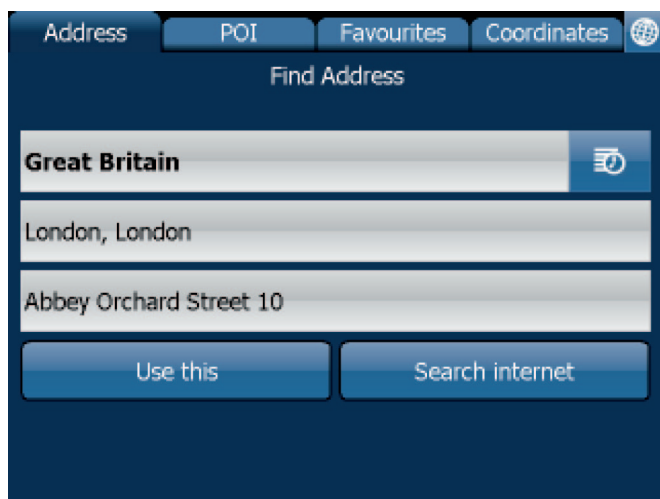 Address POI Favourites Coordinates
Find Address
Great Britain
London, London
Abbey Orchard Street 10
Use this Search internet